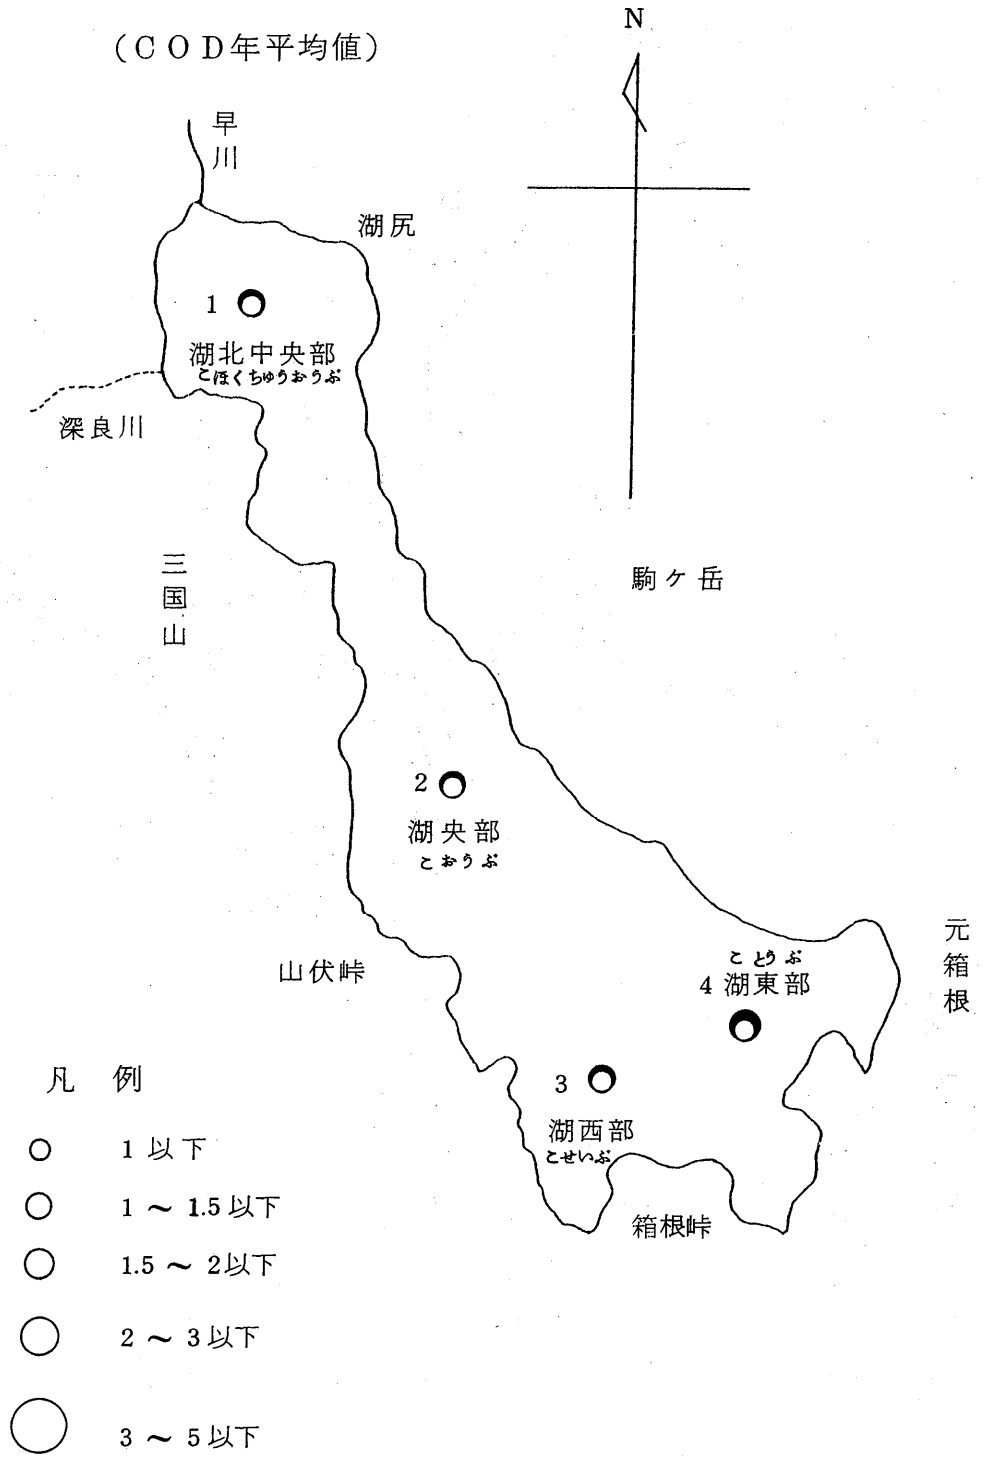 (COD年平均値)
N
早川
湖尻
1
湖北中央部
こほくちゅうおうぶ
深良川
三国山
駒ケ岳
2
湖央部
こおうぶ
元箱根
ことうぶ
4 湖東部
山伏峠
3
湖西部
こせいぶ
箱根峠
凡例
1以下
1～1.5以下
1.5～2以下
2～3以下
3～5以下